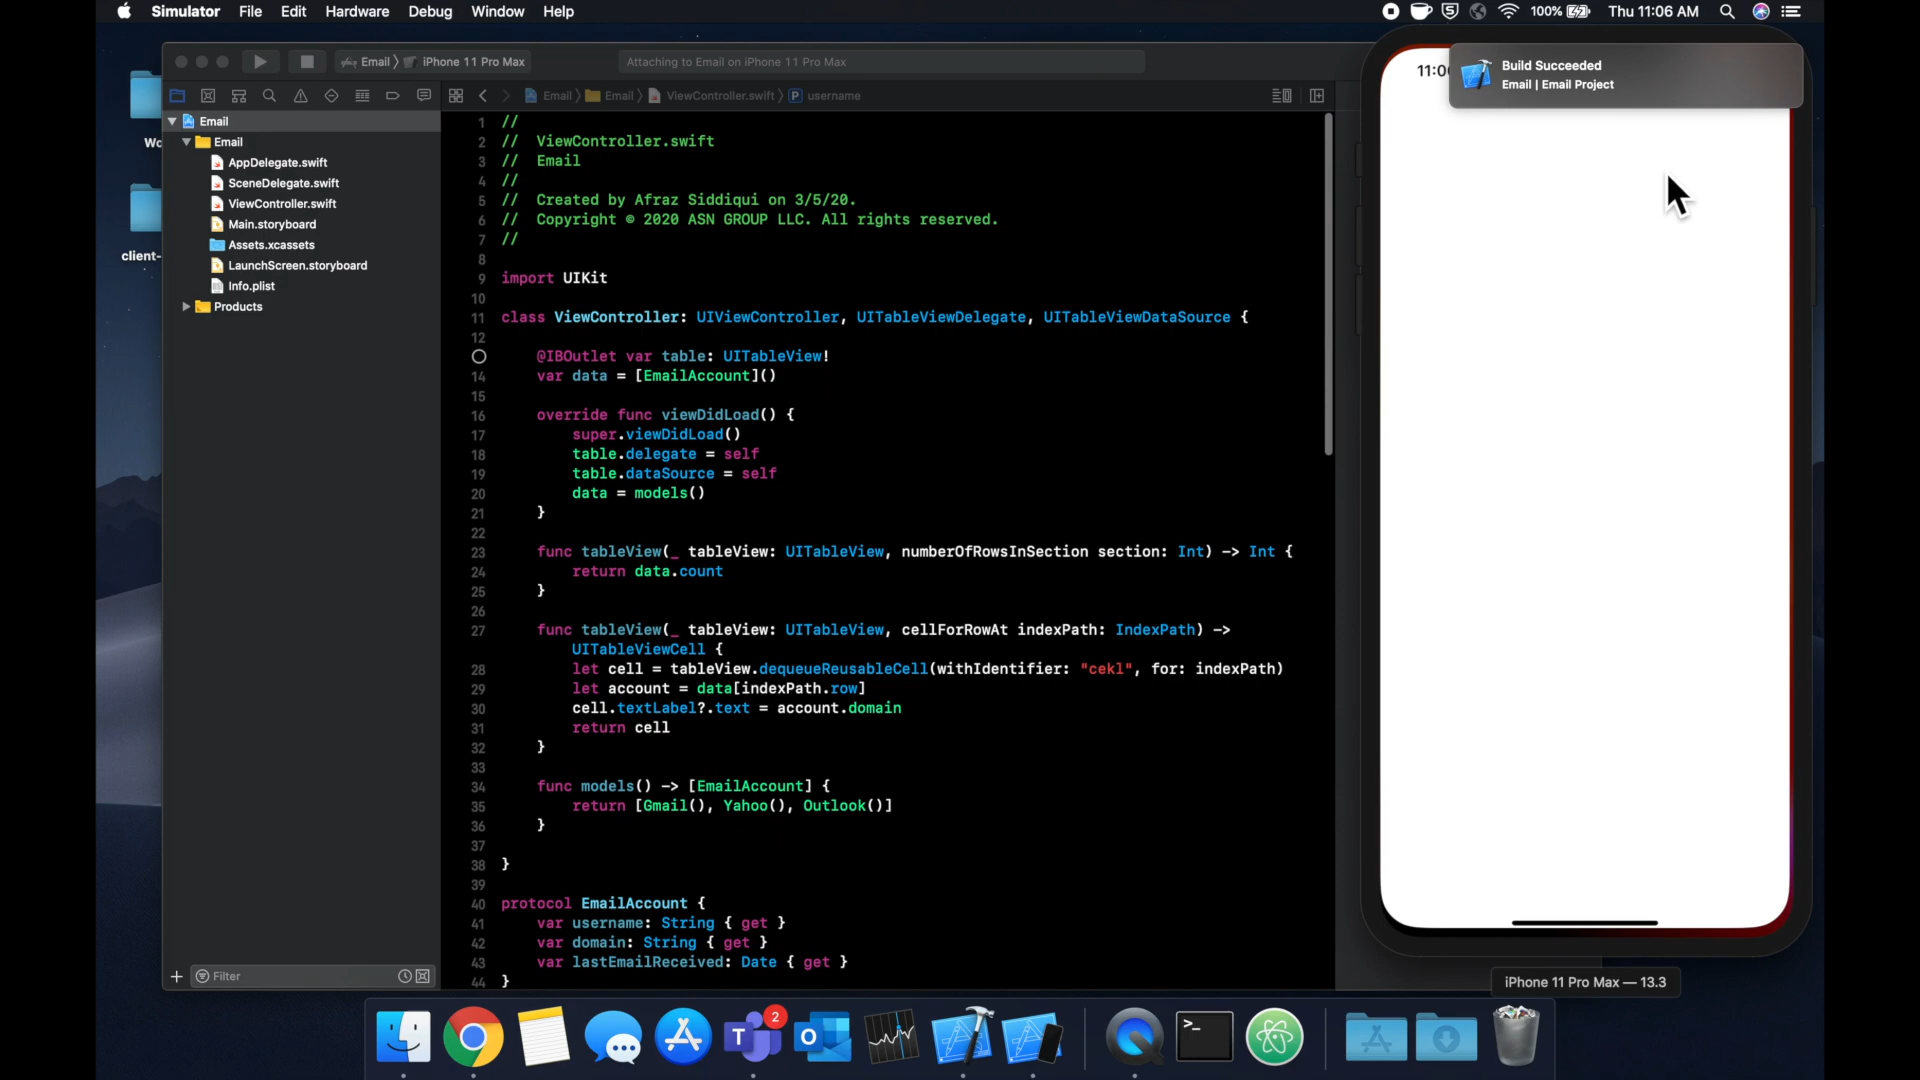 Simulator File Edit Hardware Debug Window Help
100% Thu 11:06 AM
Email iPhone 11 Pro Max
Attaching to Email on iPhone 11 Pro Max
Email Email ViewController.swift P username
Email
Email
AppDelegate.swift
SceneDelegate.swift
ViewController.swift
Main.storyboard
Assets.xcassets
LaunchScreen.storyboard
Info.plist
Products
Filter
client-
1 //
2 // ViewController.swift
3 // Email
4 //
5 // Created by Afraz Siddiqui on 3/5/20.
6 // Copyright © 2020 ASN GROUP LLC. All rights reserved.
7 //
8
9 import UIKit
10
11 class ViewController: UIViewController, UITableViewDelegate, UITableViewDataSource {
12
@IBOutlet var table: UITableView!
14 var data = [EmailAccount]()
15
16 override func viewDidLoad() {
17 super.viewDidLoad()
18 table.delegate = self
19 table.dataSource = self
20 data = models()
21 }
22
23 func tableView(_ tableView: UITableView, numberOfRowsInSection section: Int) -> Int {
24 return data.count
25 }
26
27 func tableView(_ tableView: UITableView, cellForRowAt indexPath: IndexPath) ->
UITableViewCell {
28 let cell = tableView.dequeueReusableCell(withIdentifier: "cekl", for: indexPath)
29 let account = data[indexPath.row]
30 cell.textLabel?.text = account.domain
31 return cell
32 }
33
34 func models() -> [EmailAccount] {
35 return [Gmail(), Yahoo(), Outlook()]
36 }
37
38 }
39
40 protocol EmailAccount {
41 var username: String { get }
42 var domain: String { get }
43 var lastEmailReceived: Date { get }
44 }
Build Succeeded
Email | Email Project
iPhone 11 Pro Max — 13.3
T 2
O